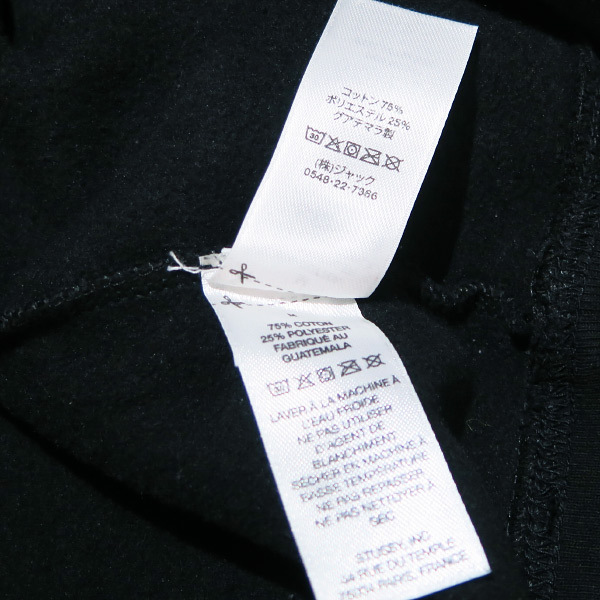 コットン 75%
ポリエステル 25%
グアテマラ製
30
(株)ジャック
0548-22-7386
75% COTON
25% POLYESTER
FABRIQUÉ AU
GUATEMALA
30
LAVER À LA MACHINE À
L'EAU FROIDE
NE PAS UTILISER
D'AGENT DE
BLANCHIMENT
SÉCHER EN MACHINE À
BASSE TEMPÉRATURE
NE PAS REPASSER
NE PAS NETTOYER À
SEC
STUSSY, INC
34 RUE DU TEMPLE
75004 PARIS, FRANCE